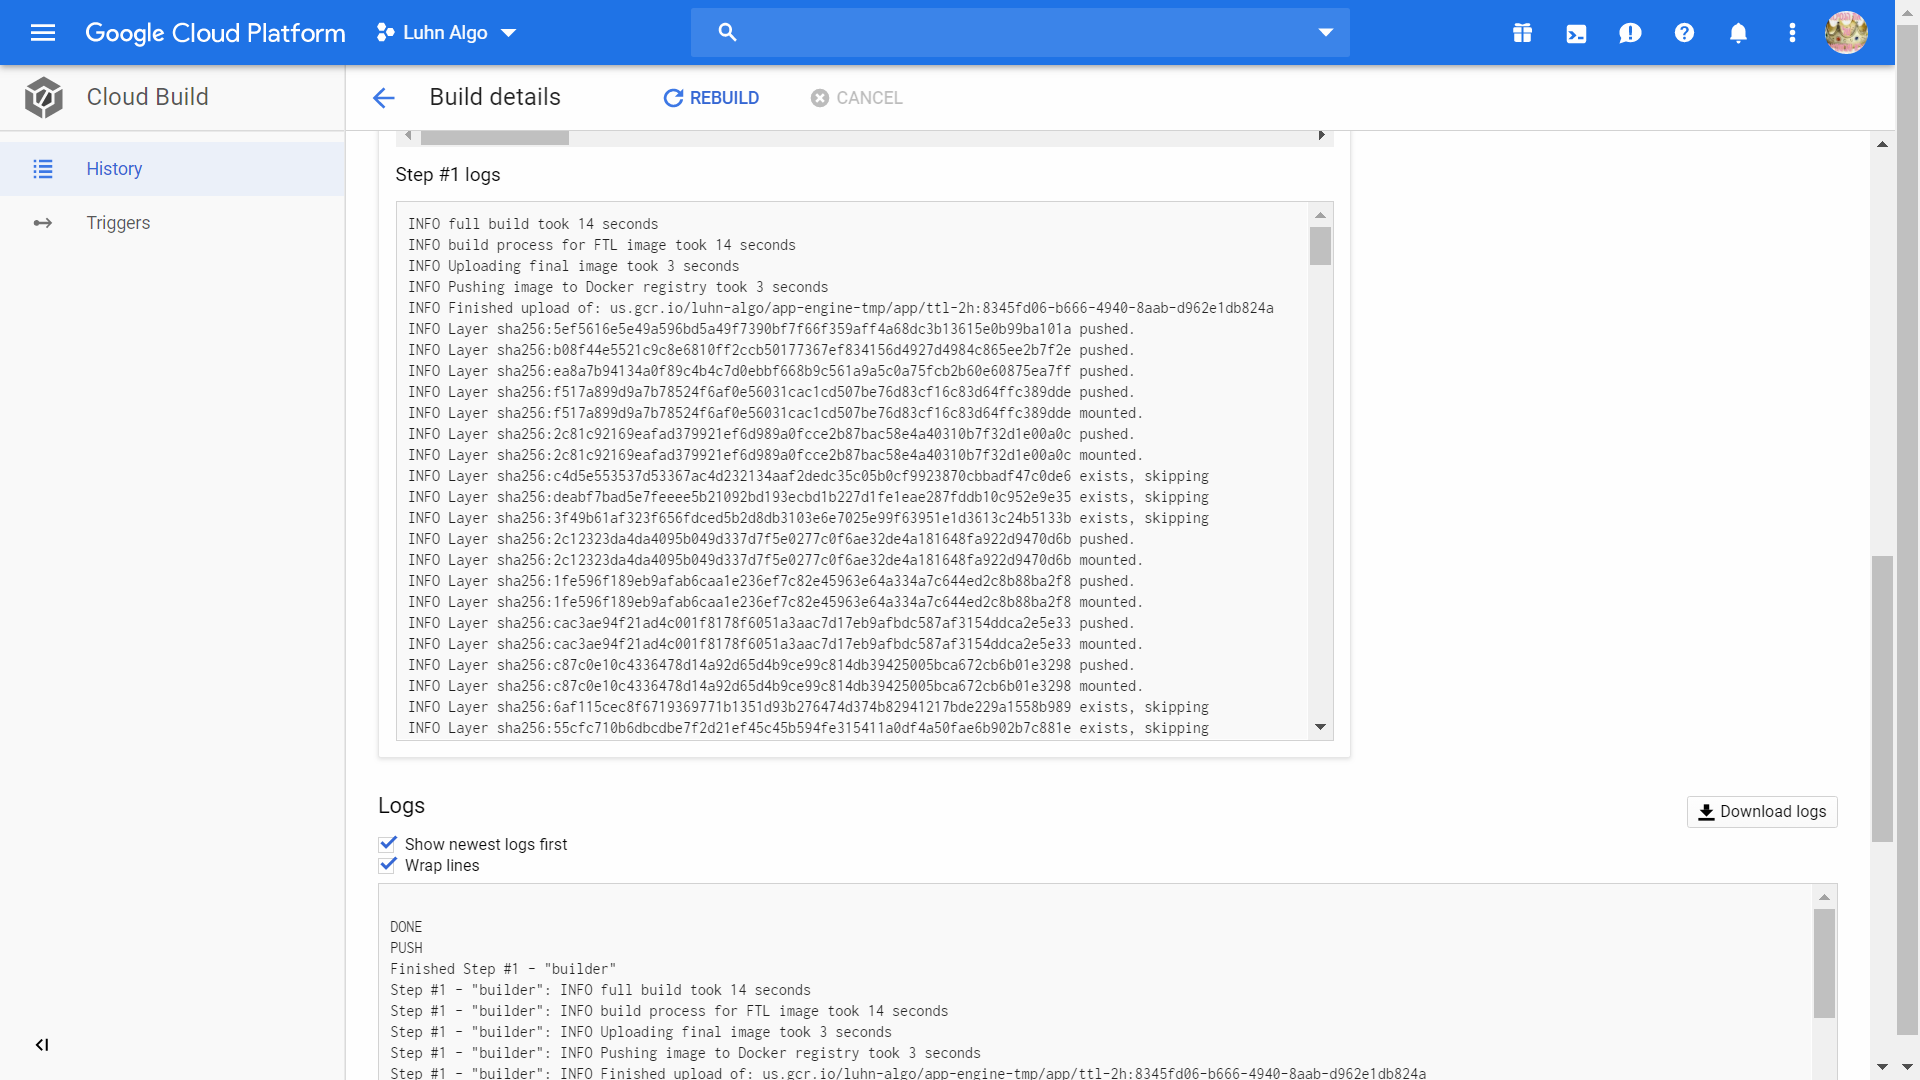 Google Cloud Platform
Luhn Algo
Cloud Build
Build details
REBUILD
CANCEL
History
Triggers
Step #1 logs
INFO full build took 14 seconds
INFO build process for FTL image took 14 seconds
INFO Uploading final image took 3 seconds
INFO Pushing image to Docker registry took 3 seconds
INFO Finished upload of: us.gcr.io/luhn-algo/app-engine-tmp/app/ttl-2h:8345fd06-b666-4940-8aab-d962e1db824a
INFO Layer sha256:5ef5616e5e49a596bd5a49f7390bf7f66f359aff4a68dc3b13615e0b99ba101a pushed.
INFO Layer sha256:b08f44e5521c9c8e6810ff2ccb50177367ef834156d4927d4984c865ee2b7f2e pushed.
INFO Layer sha256:ea8a7b94134a0f89c4b4c7d0ebbf668b9c561a9a5c0a75fcb2b60e60875ea7ff pushed.
INFO Layer sha256:f517a899d9a7b78524f6af0e56031cac1cd507be76d83cf16c83d64ffc389dde pushed.
INFO Layer sha256:f517a899d9a7b78524f6af0e56031cac1cd507be76d83cf16c83d64ffc389dde mounted.
INFO Layer sha256:2c81c92169eafad379921ef6d989a0fcce2b87bac58e4a40310b7f32d1e00a0c pushed.
INFO Layer sha256:2c81c92169eafad379921ef6d989a0fcce2b87bac58e4a40310b7f32d1e00a0c mounted.
INFO Layer sha256:c4d5e553537d53367ac4d232134aaf2dedc35c05b0cf9923870cbbadf47c0de6 exists, skipping
INFO Layer sha256:deabf7bad5e7feeee5b21092bd193ecbd1b227d1fe1eae287fddb10c952e9e35 exists, skipping
INFO Layer sha256:3f49b61af323f656fdced5b2d8db3103e6e7025e99f63951e1d3613c24b5133b exists, skipping
INFO Layer sha256:2c12323da4da4095b049d337d7f5e0277c0f6ae32de4a181648fa922d9470d6b pushed.
INFO Layer sha256:2c12323da4da4095b049d337d7f5e0277c0f6ae32de4a181648fa922d9470d6b mounted.
INFO Layer sha256:1fe596f189eb9afab6caa1e236ef7c82e45963e64a334a7c644ed2c8b88ba2f8 pushed.
INFO Layer sha256:1fe596f189eb9afab6caa1e236ef7c82e45963e64a334a7c644ed2c8b88ba2f8 mounted.
INFO Layer sha256:cac3ae94f21ad4c001f8178f6051a3aac7d17eb9afbdc587af3154ddca2e5e33 pushed.
INFO Layer sha256:cac3ae94f21ad4c001f8178f6051a3aac7d17eb9afbdc587af3154ddca2e5e33 mounted.
INFO Layer sha256:c87c0e10c4336478d14a92d65d4b9ce99c814db39425005bca672cb6b01e3298 pushed.
INFO Layer sha256:c87c0e10c4336478d14a92d65d4b9ce99c814db39425005bca672cb6b01e3298 mounted.
INFO Layer sha256:6af115cec8f6719369771b1351d93b276474d374b82941217bde229a1558b989 exists, skipping
INFO Layer sha256:55cfc710b6dbcdbe7f2d21ef45c45b594fe315411a0df4a50fae6b902b7c881e exists, skipping
Logs
Download logs
Show newest logs first
Wrap lines
DONE
PUSH
Finished Step #1 - "builder"
Step #1 - "builder": INFO full build took 14 seconds
Step #1 - "builder": INFO build process for FTL image took 14 seconds
Step #1 - "builder": INFO Uploading final image took 3 seconds
Step #1 - "builder": INFO Pushing image to Docker registry took 3 seconds
Step #1 - "builder": INFO Finished upload of: us.gcr.io/luhn-algo/app-engine-tmp/app/ttl-2h:8345fd06-b666-4940-8aab-d962e1db824a